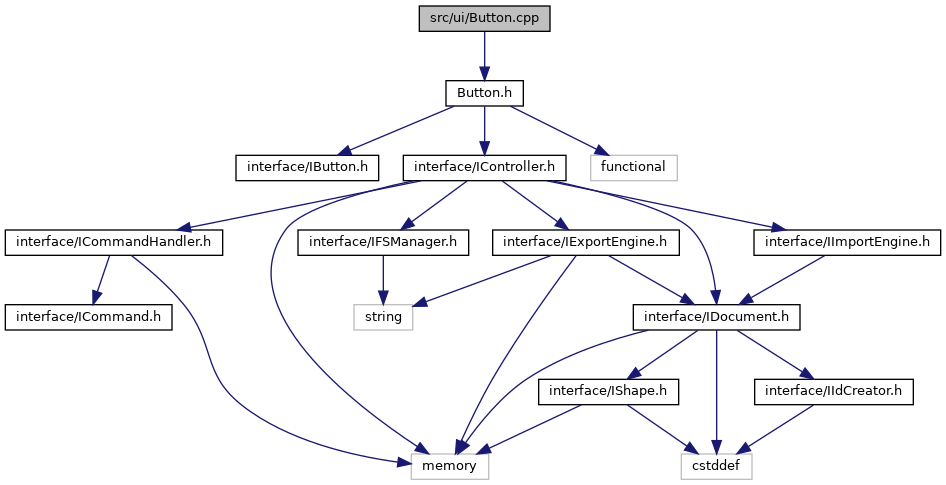 src/ui/Button.cpp
Button.h
interface/IButton.h
interface/IController.h
functional
interface/ICommandHandler.h
interface/IFSManager.h
interface/IExportEngine.h
interface/IImportEngine.h
interface/ICommand.h
string
interface/IDocument.h
interface/IShape.h
interface/IIdCreator.h
memory
cstddef